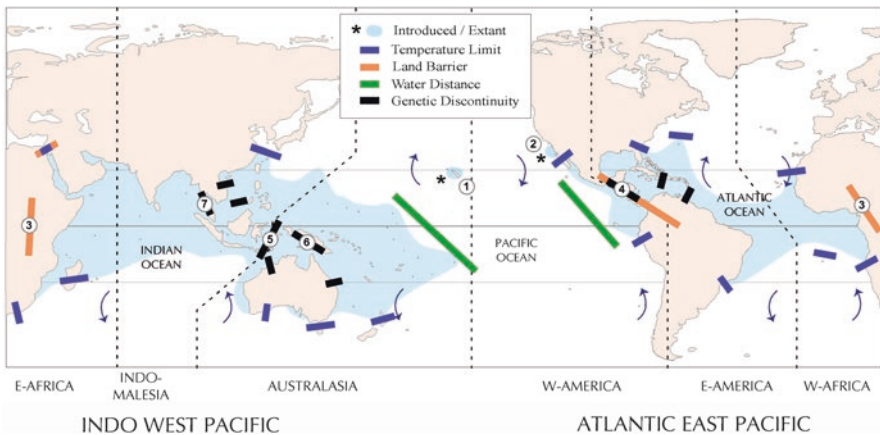 * Introduced / Extant
Temperature Limit
Land Barrier
Water Distance
Genetic Discontinuity
2
*
*
1
4
7
3
3
ATLANTIC
OCEAN
5
6
INDIAN
OCEAN
PACIFIC
OCEAN
E-AFRICA
INDO-
MALESIA
AUSTRALASIA
W-AMERICA
E-AMERICA
W-AFRICA
INDO WEST PACIFIC
ATLANTIC EAST PACIFIC